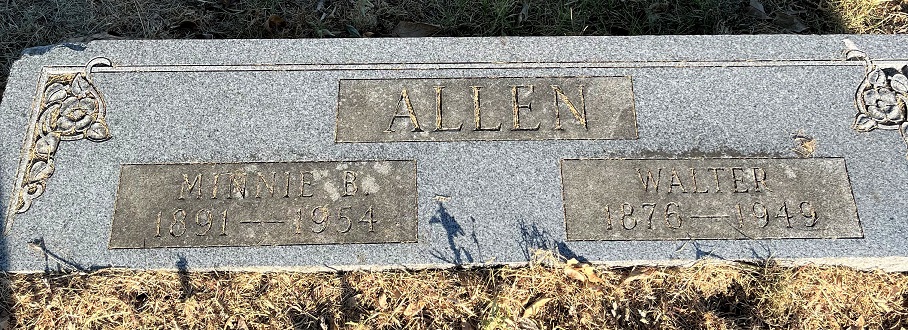 ALLEN
MINNIE B.
1891—1954
WALTER
1876—1949